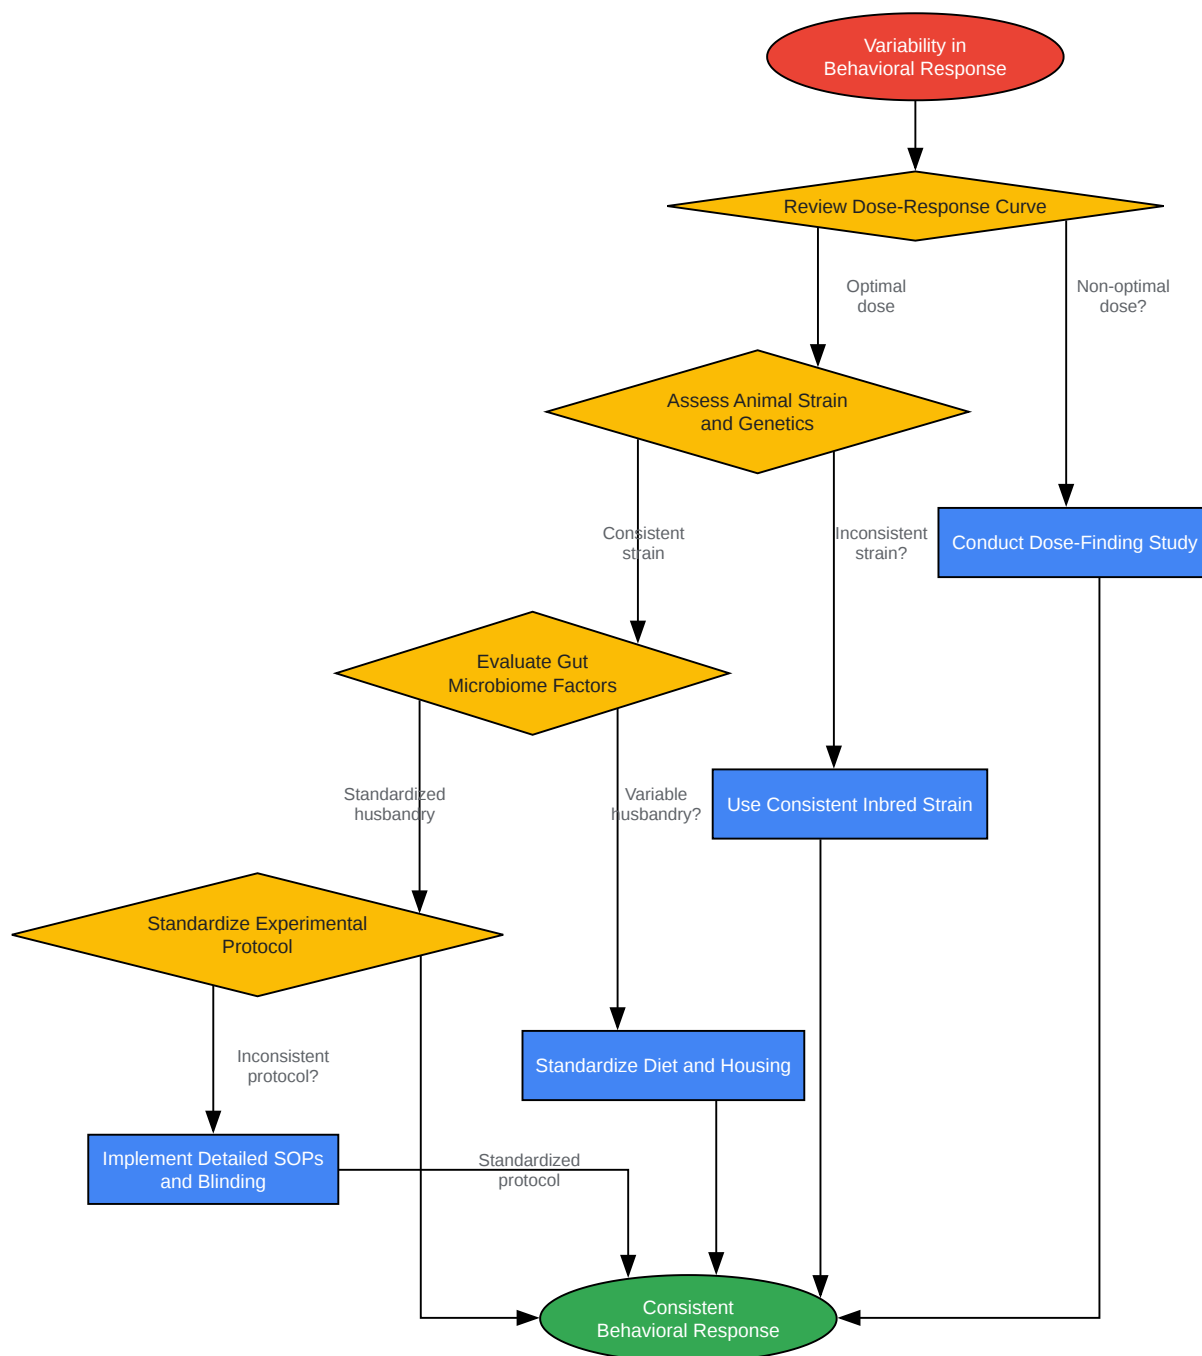 Variability in
Behavioral Response
Review Dose-Response Curve
Optimal
dose
Non-optimal
dose?
Assess Animal Strain
and Genetics
Consistent
strain
Inconsistent
strain?
Conduct Dose-Finding Study
Evaluate Gut
Microbiome Factors
Standardized
husbandry
Variable
husbandry?
Use Consistent Inbred Strain
Standardize Experimental
Protocol
Inconsistent
protocol?
Standardize Diet and Housing
Implement Detailed SOPs
and Blinding
Standardized
protocol
Consistent
Behavioral Response